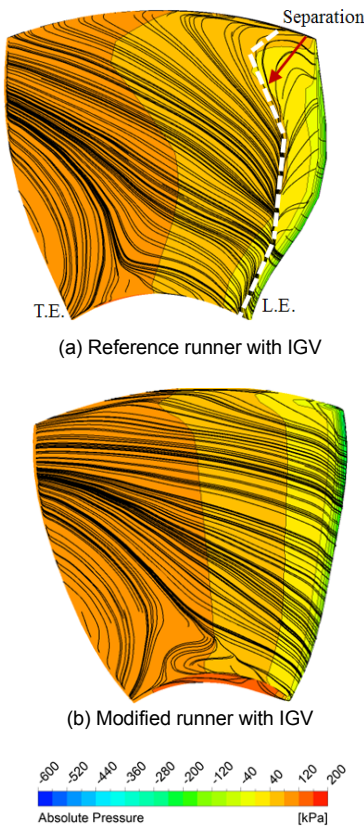 Separation
T.E.
L.E.
(a) Reference runner with IGV
(b) Modified runner with IGV
-600 -520 -440 -360 -280 -200 -120 -40 40 120 200
Absolute Pressure [kPa]